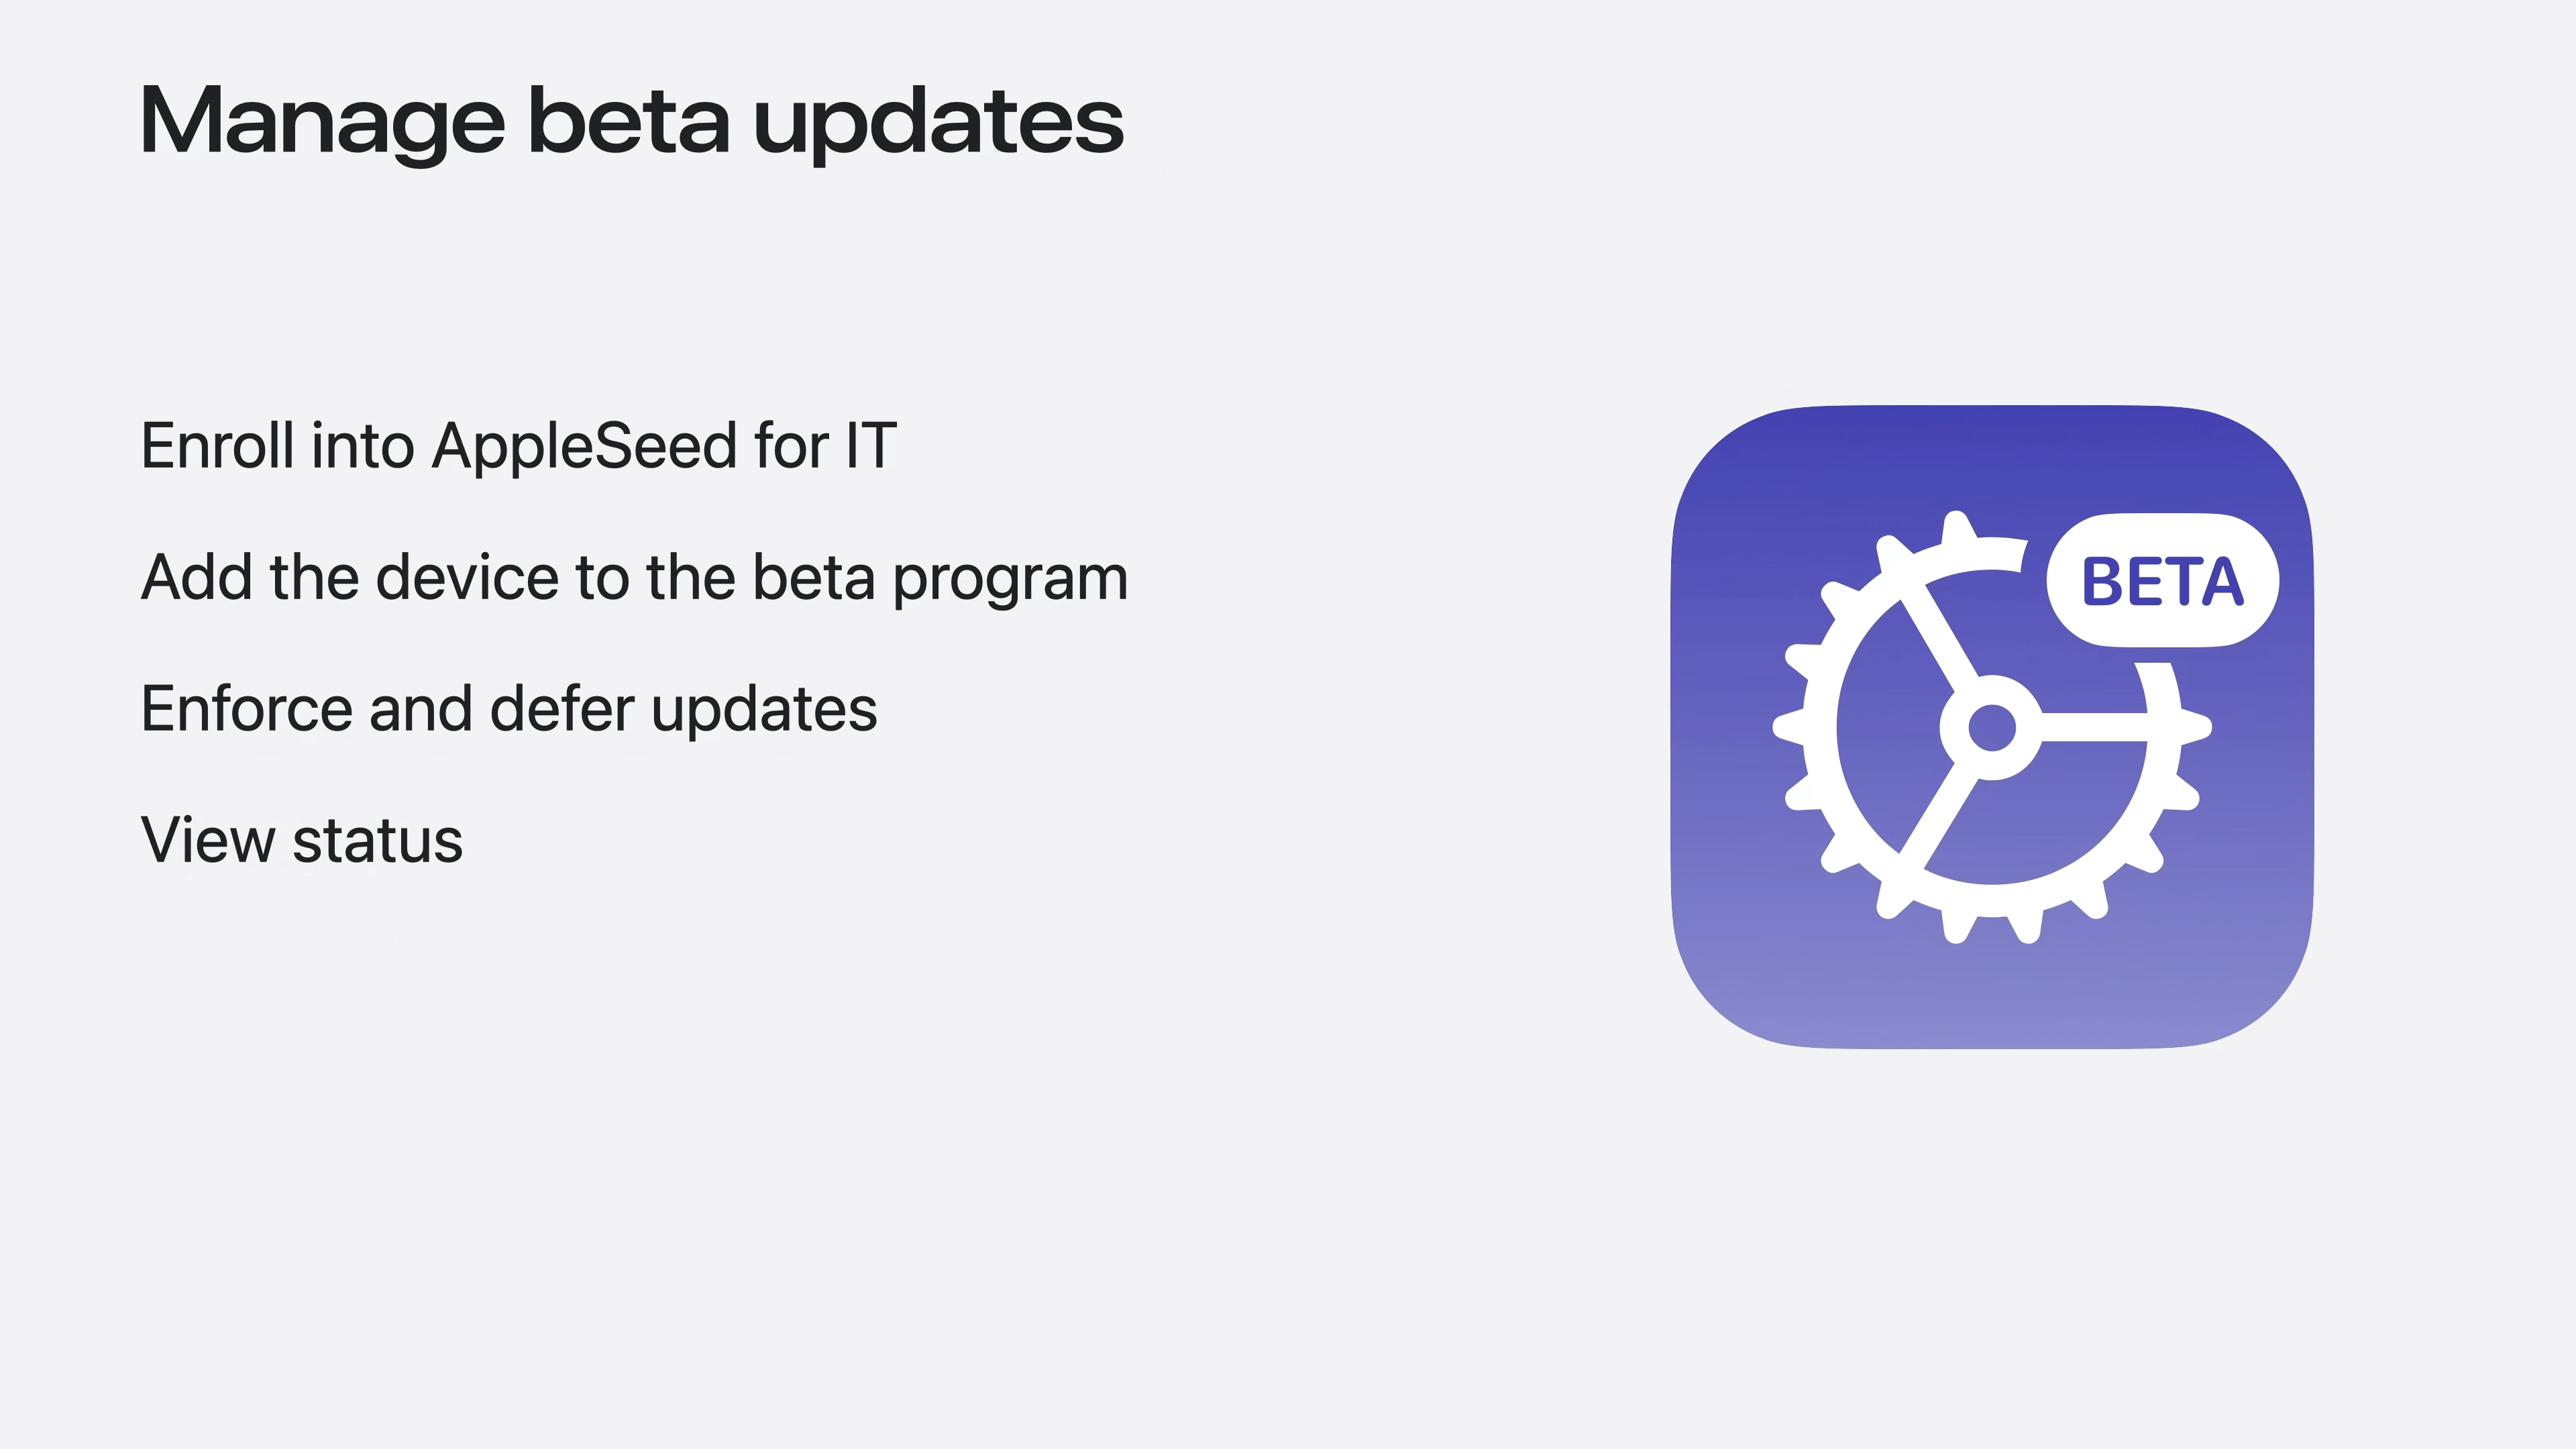 Manage beta updates
Enroll into AppleSeed for IT
Add the device to the beta program
Enforce and defer updates
View status
BETA